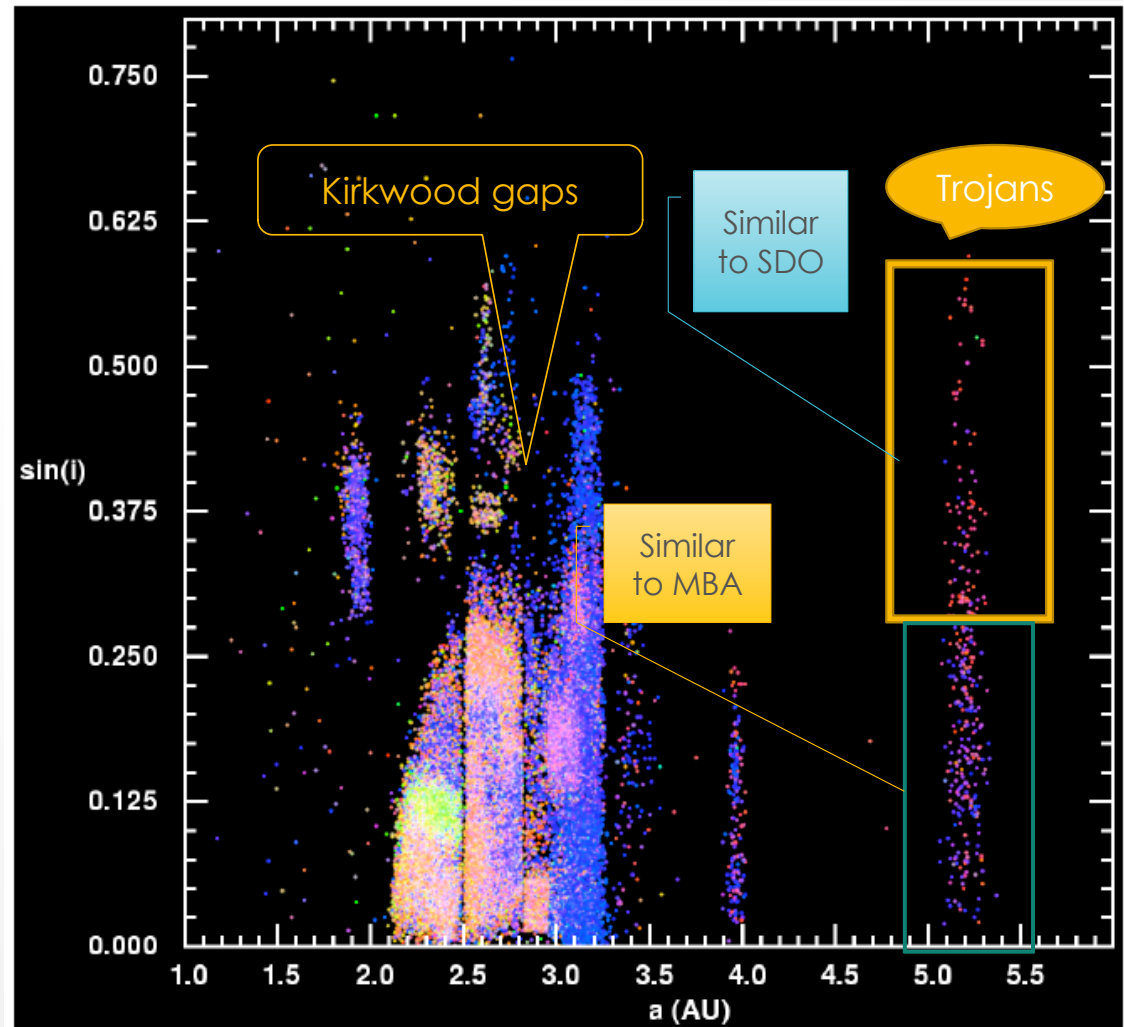 0.750
0.625
0.500
sin(i)
0.375
0.250
0.125
0.000
Kirkwood gaps
Similar
to SDO
Trojans
Similar
to MBA
1.0 1.5 2.0 2.5 3.0 3.5 4.0 4.5 5.0 5.5
a (AU)